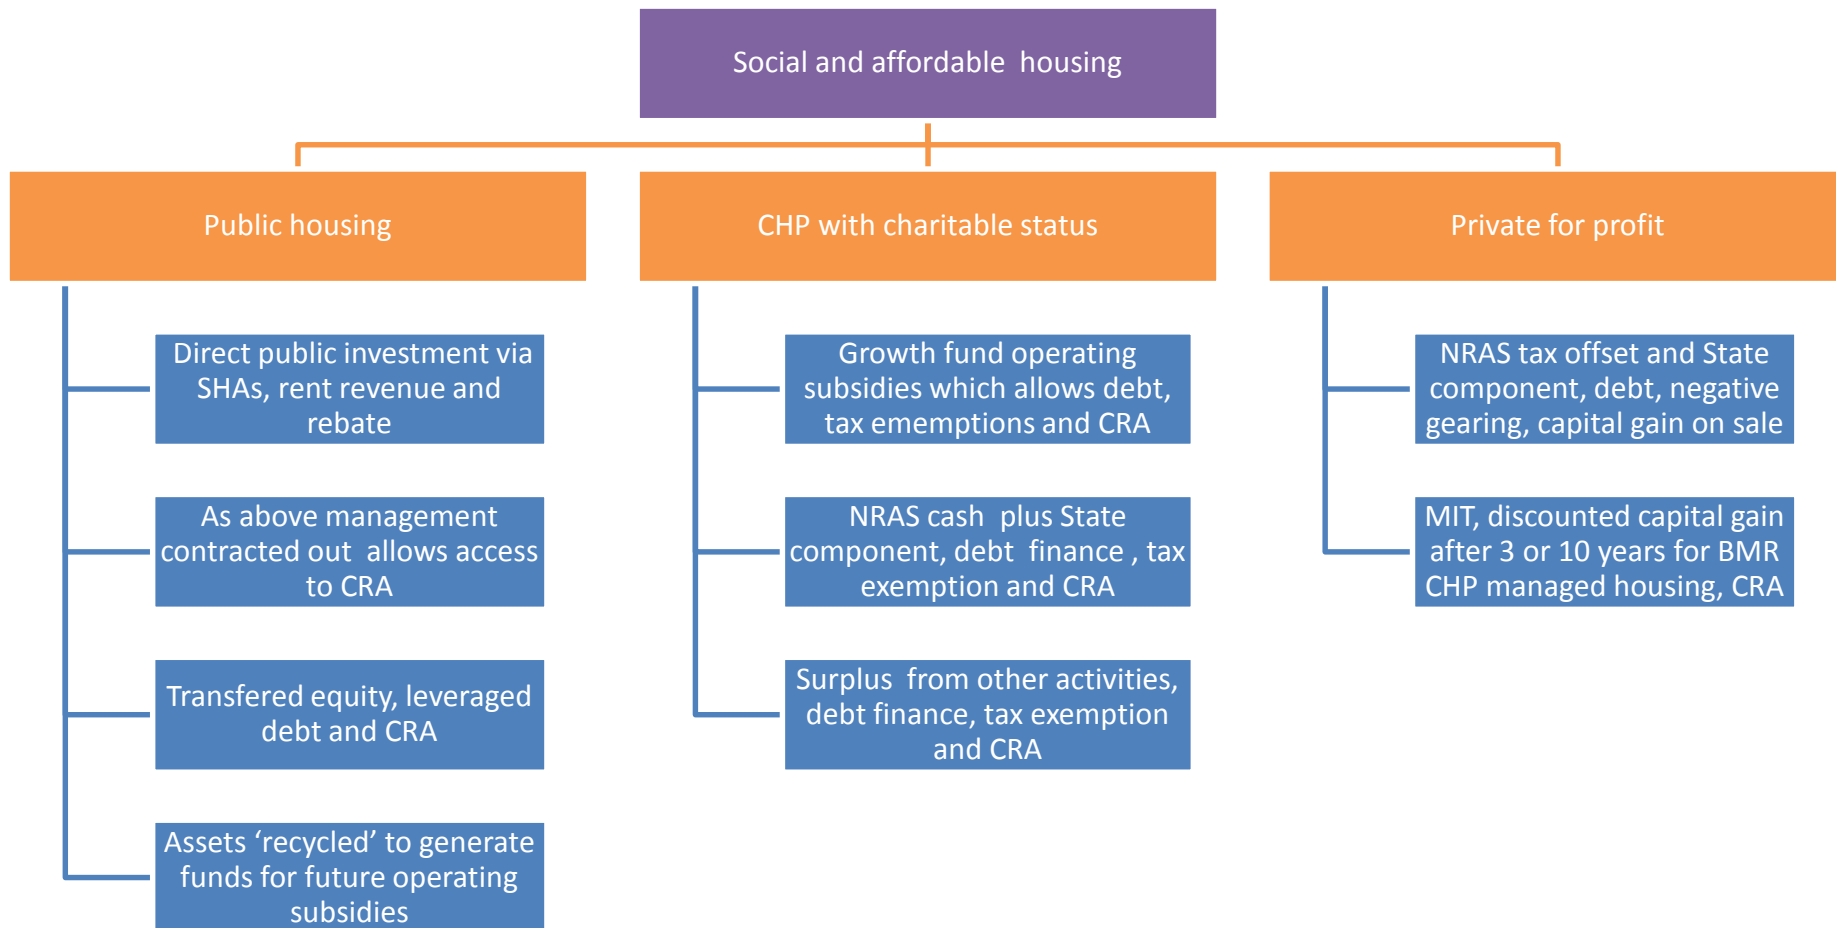 Social and affordable  housing
Public housing
Direct public investment via
SHAs, rent revenue and
rebate
As above management
contracted out  allows access
to CRA
Transfered equity, leveraged
debt and CRA
Assets ‘recycled’ to generate
funds for future operating
subsidies
CHP with charitable status
Growth fund operating
subsidies which allows debt,
tax ememptions and CRA
NRAS cash  plus State
component, debt  finance , tax
exemption and CRA
Surplus  from other activities,
debt finance, tax exemption
and CRA
Private for profit
NRAS tax offset and State
component, debt, negative
gearing, capital gain on sale
MIT, discounted capital gain
after 3 or 10 years for BMR
CHP managed housing, CRA